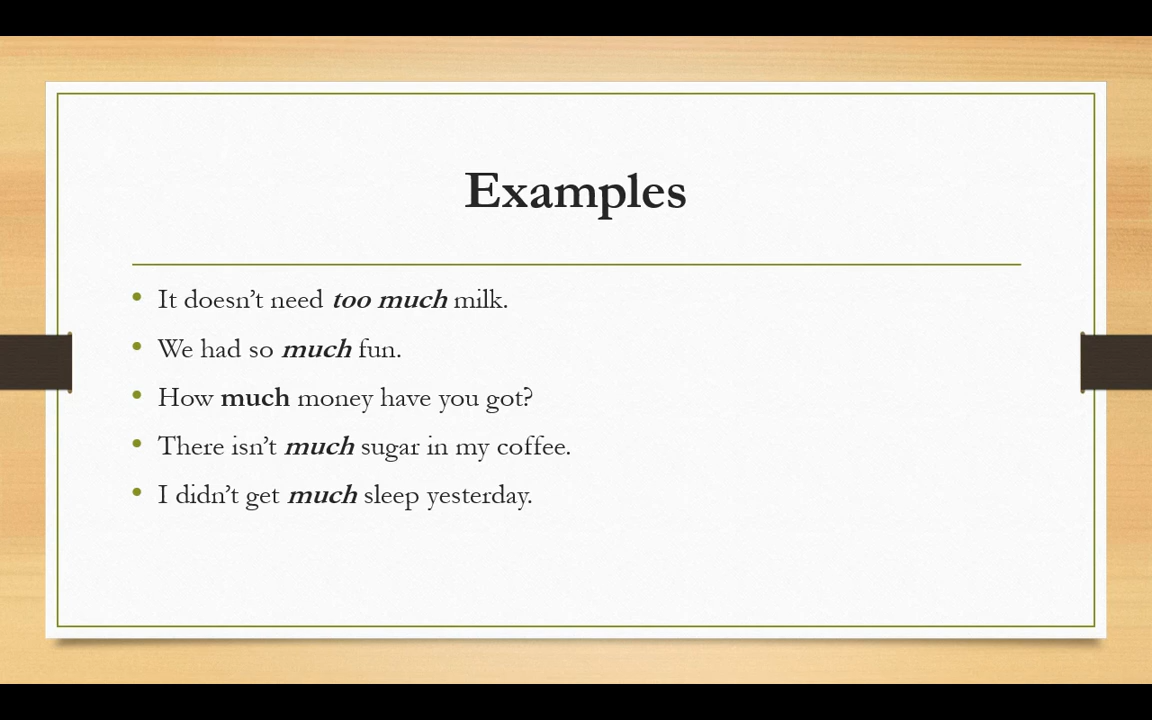 Examples
• It doesn’t need too much milk.
• We had so much fun.
• How much money have you got?
• There isn’t much sugar in my coffee.
• I didn’t get much sleep yesterday.